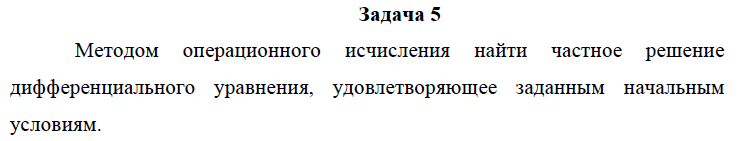 Задача 5
Методом операционного исчисления найти частное решение
дифференциального уравнения, удовлетворяющее заданным начальным
условиям.